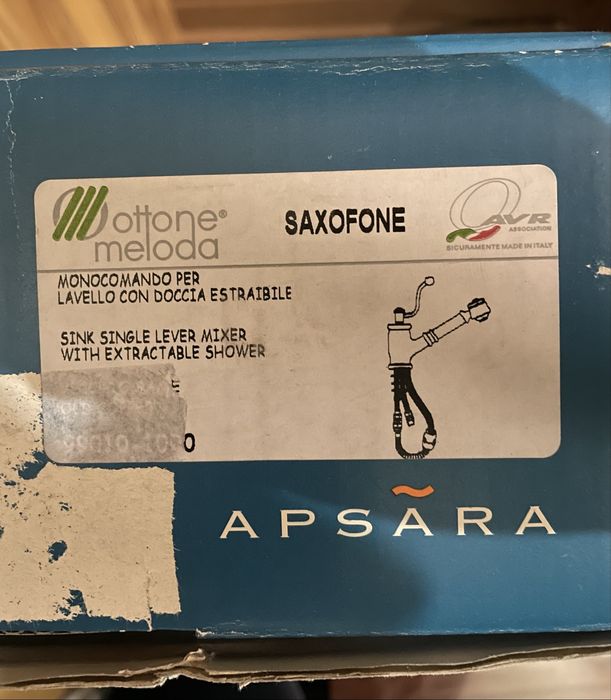 ottone®
meloda
SAXOFONE
AVR
ASSOCIATION
SICURAMENTE MADE IN ITALY
MONOCOMANDO PER
LAVELLO CON DOCCIA ESTRAIBILE
SINK SINGLE LEVER MIXER
WITH EXTRACTABLE SHOWER
APSARA